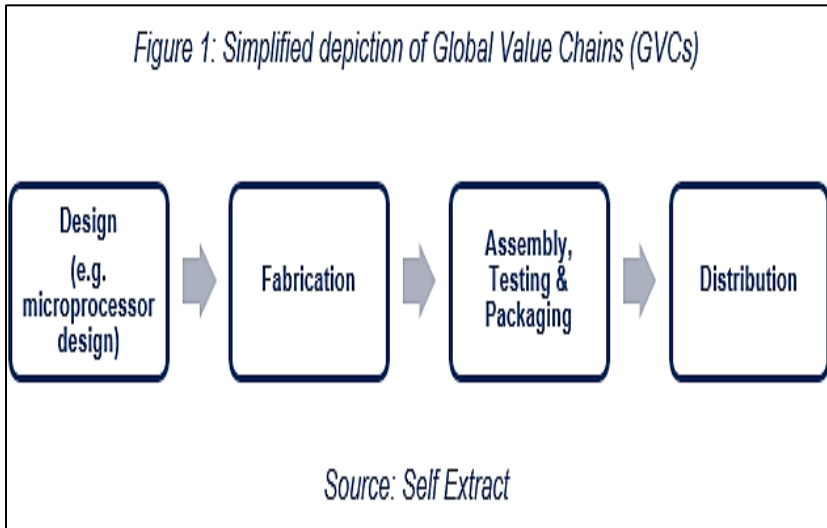 Figure 1: Simplified depiction of Global Value Chains (GVCs)
Design
(e.g.
microprocessor
design)
Fabrication
Assembly,
Testing &
Packaging
Distribution
Source: Self Extract